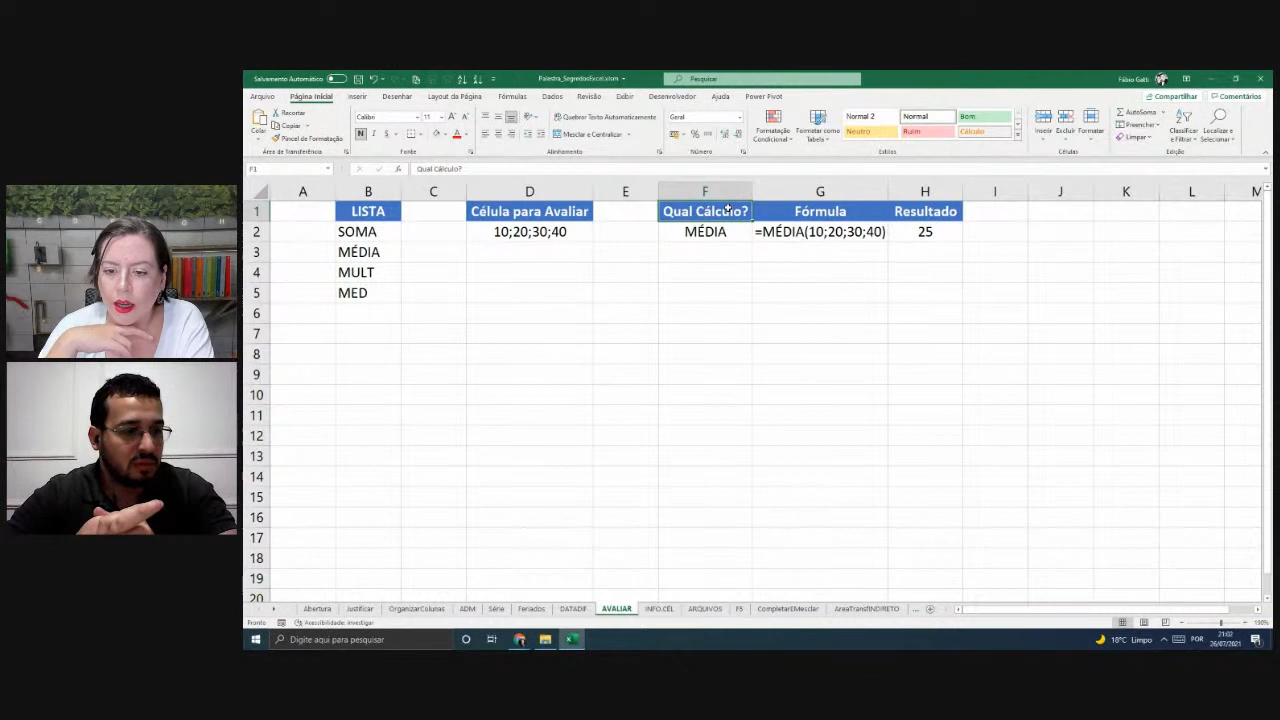 Salvamento Automático
Palestra_SegredosExcel.xlsm
Pesquisar
Fábio Gatti
Arquivo Página Inicial Inserir Desenhar Layout da Página Fórmulas Dados Revisão Exibir Desenvolvedor Ajuda Power Pivot
Compartilhar Comentários
Colar
Recortar
Copiar
Pincel de Formatação
Área de Transferência
Calibri 11
N I S
Fonte
Quebrar Texto Automaticamente
Mesclar e Centralizar
Alinhamento
Geral
Número
Formatação Condicional
Formatar como Tabela
Normal 2 Normal Bom
Neutro Ruim Cálculo
Estilos
Inserir Excluir Formatar
Células
AutoSoma
Preencher
Limpar
Classificar e Filtrar
Localizar e Selecionar
Edição
F1 fx Qual Cálculo?
A B C D E F G H I J K L M
1 LISTA Célula para Avaliar Qual Cálculo? Fórmula Resultado
2 SOMA 10;20;30;40 MÉDIA =MÉDIA(10;20;30;40) 25
3 MÉDIA
4 MULT
5 MED
6
7
8
9
10
11
12
13
14
15
16
17
18
19
20
Abertura Justificar OrganizarColunas ADM Série Feriados DATADIF AVALIAR INFO.CÉL ARQUIVOS F5 CompletarEMesclar AreaTransfINDIRETO ...
Pronto Acessibilidade: investigar 190%
Digite aqui para pesquisar
18°C Limpo
POR
21:02
26/07/2021